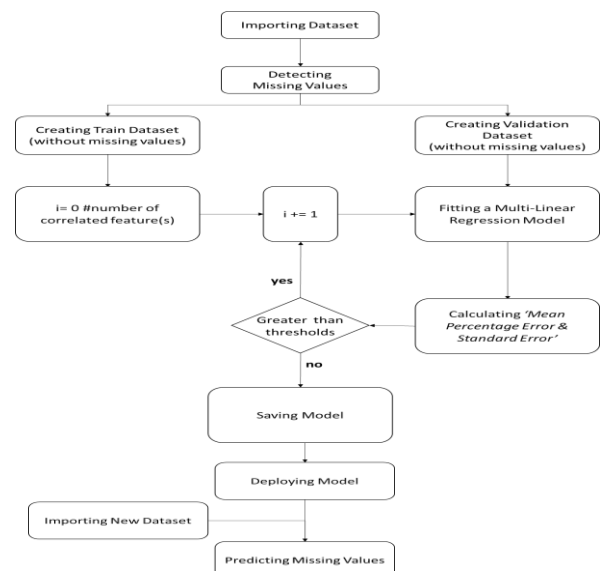 Importing Dataset
Detecting
Missing Values
Creating Train Dataset
(without missing values)
Creating Validation
Dataset
(without missing values)
i= 0 #number of
correlated feature(s)
i += 1
Fitting a Multi-Linear
Regression Model
yes
Greater than
thresholds
Calculating ‘Mean
Percentage Error &
Standard Error’
no
Saving Model
Deploying Model
Importing New Dataset
Predicting Missing Values